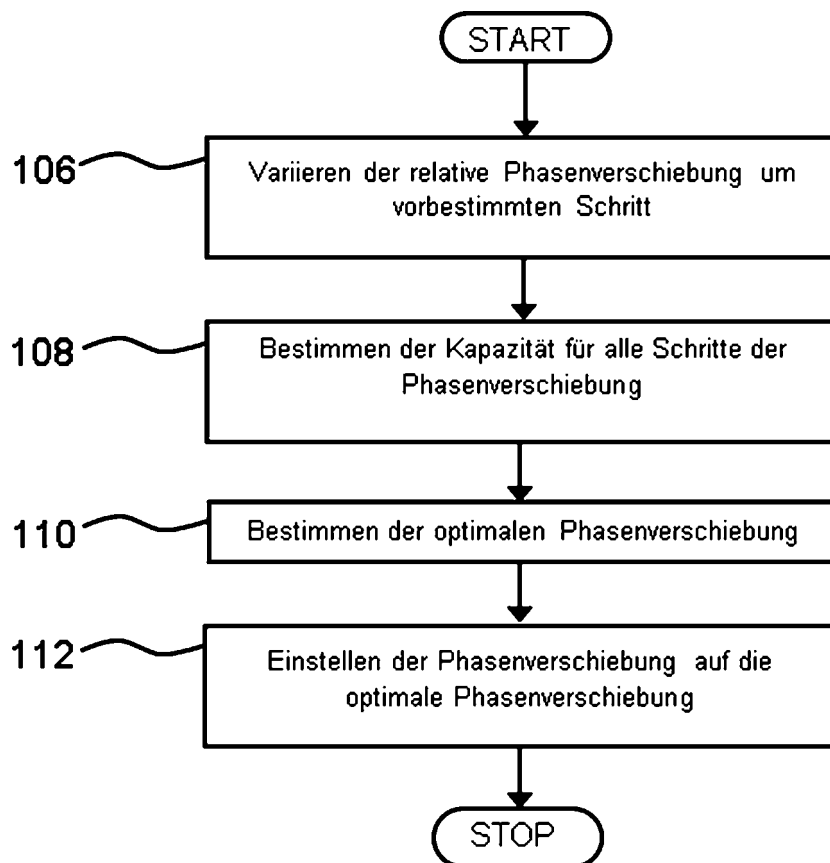 START
106
Variieren der relative Phasenverschiebung um
vorbestimmten Schritt
108
Bestimmen der Kapazität für alle Schritte der
Phasenverschiebung
110
Bestimmen der optimalen Phasenverschiebung
112
Einstellen der Phasenverschiebung auf die
optimale Phasenverschiebung
STOP